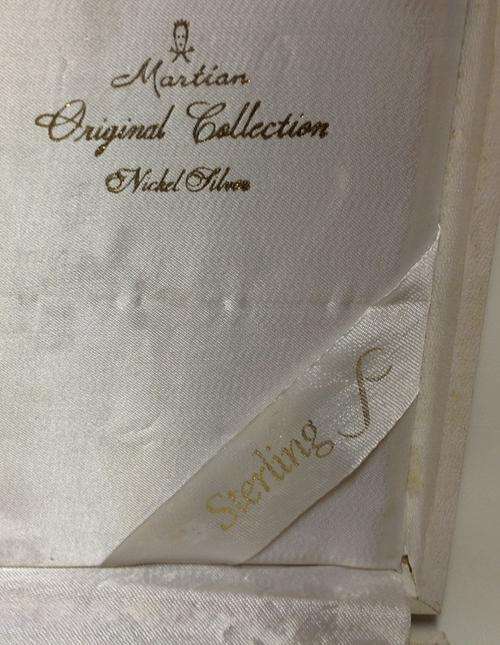 Martian
Original Collection
Nickel Silver
Sterling S